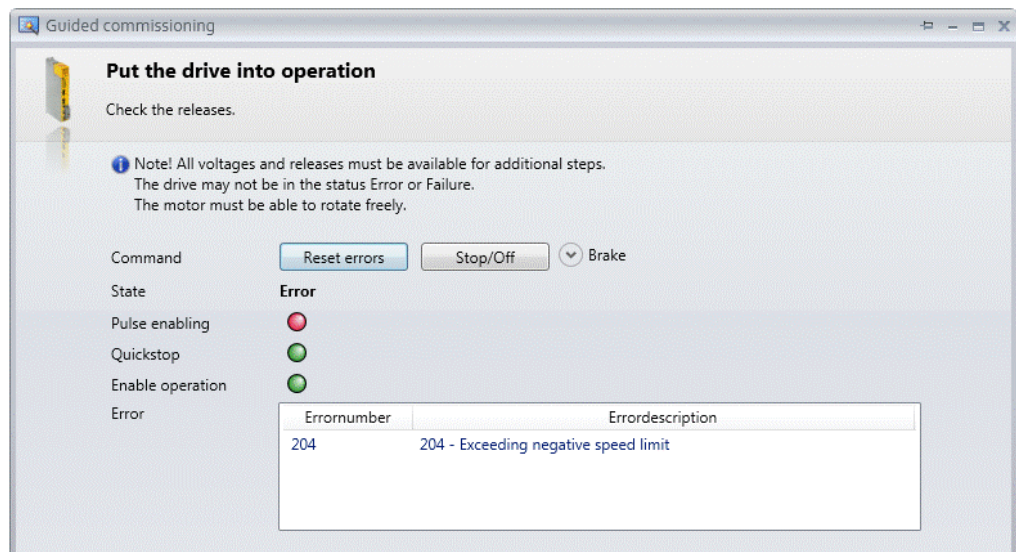 Guided commissioning
Put the drive into operation
Check the releases.
Note! All voltages and releases must be available for additional steps.
The drive may not be in the status Error or Failure.
The motor must be able to rotate freely.
Command Reset errors Stop/Off Brake
State Error
Pulse enabling
Quickstop
Enable operation
Error Errornumber Errordescription
204 204 - Exceeding negative speed limit